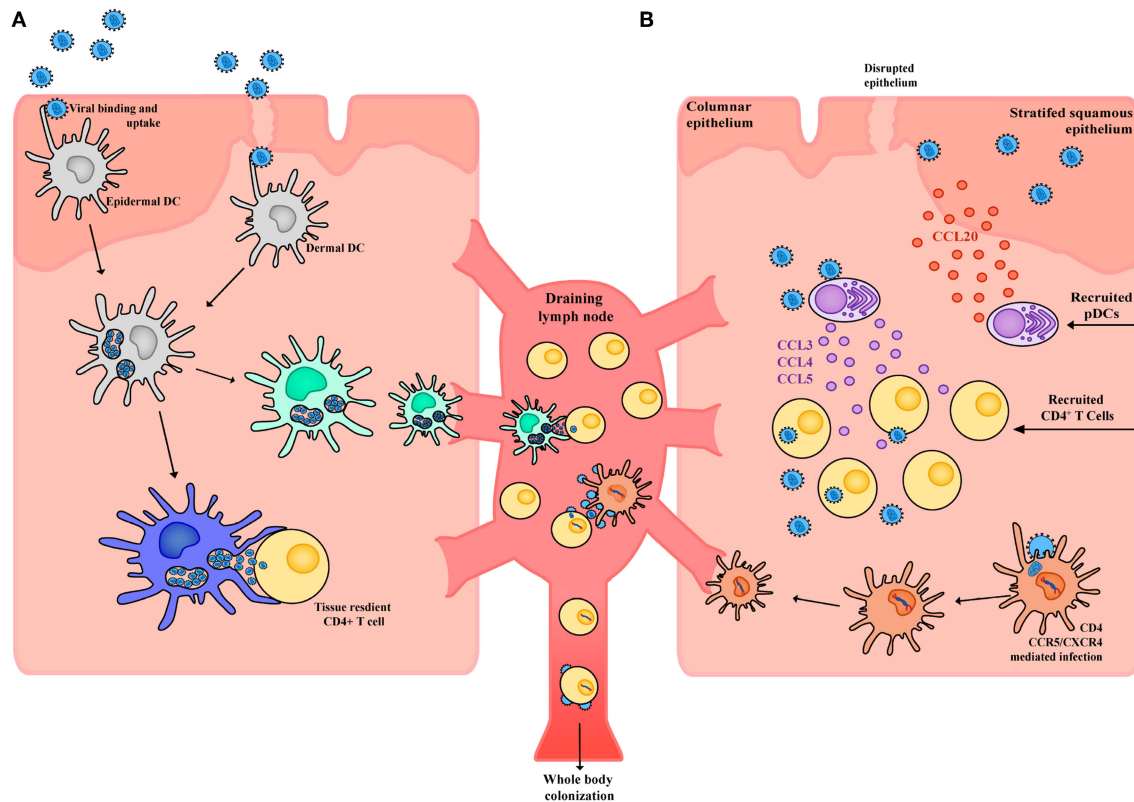 A
Viral binding and
uptake
Epidermal DC
Dermal DC
Tissue resdient
CD4+ T cell
Draining
lymph node
Whole body
colonization
B
Disrupted
epithelium
Columnar
epithelium
Stratifed squamous
epithelium
CCL20
Recruited
pDCs
CCL3
CCL4
CCL5
Recruited
CD4⁺ T Cells
CD4
CCR5/CXCR4
mediated infection